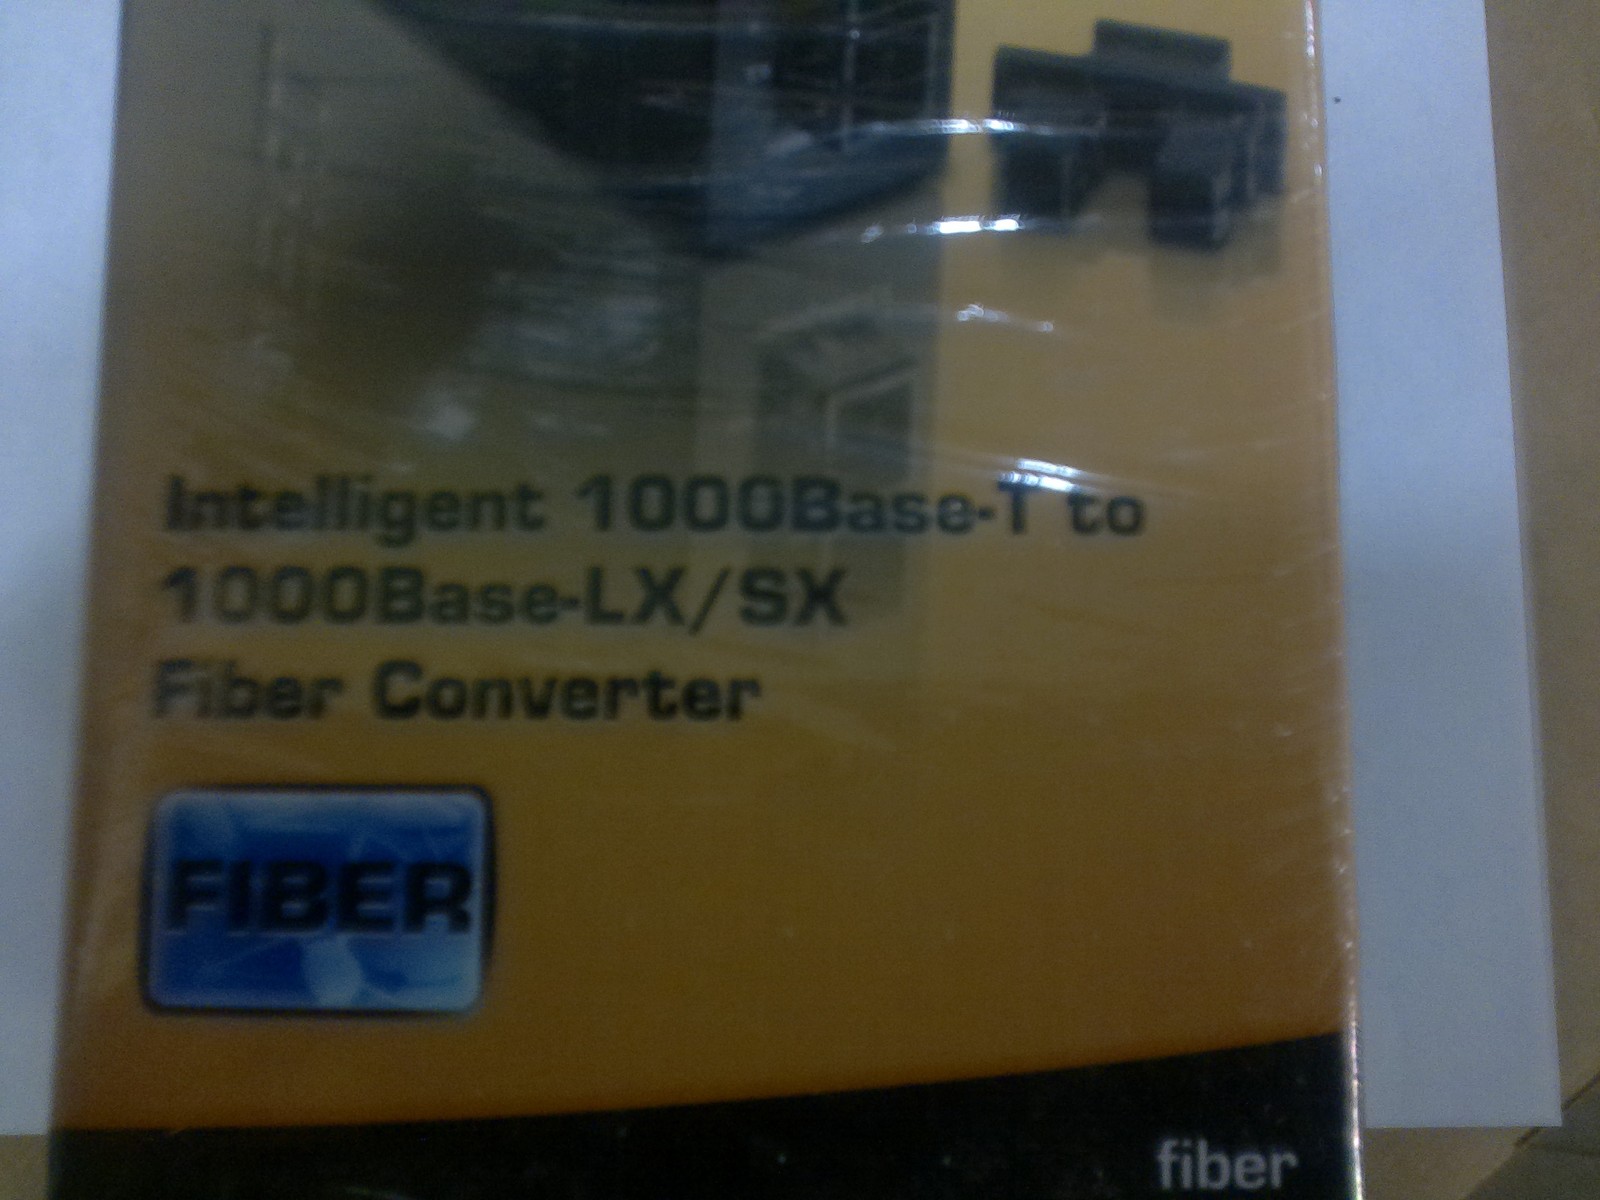 Intelligent 1000Base-T to
1000Base-LX/SX
Fiber Converter
FIBER
fiber